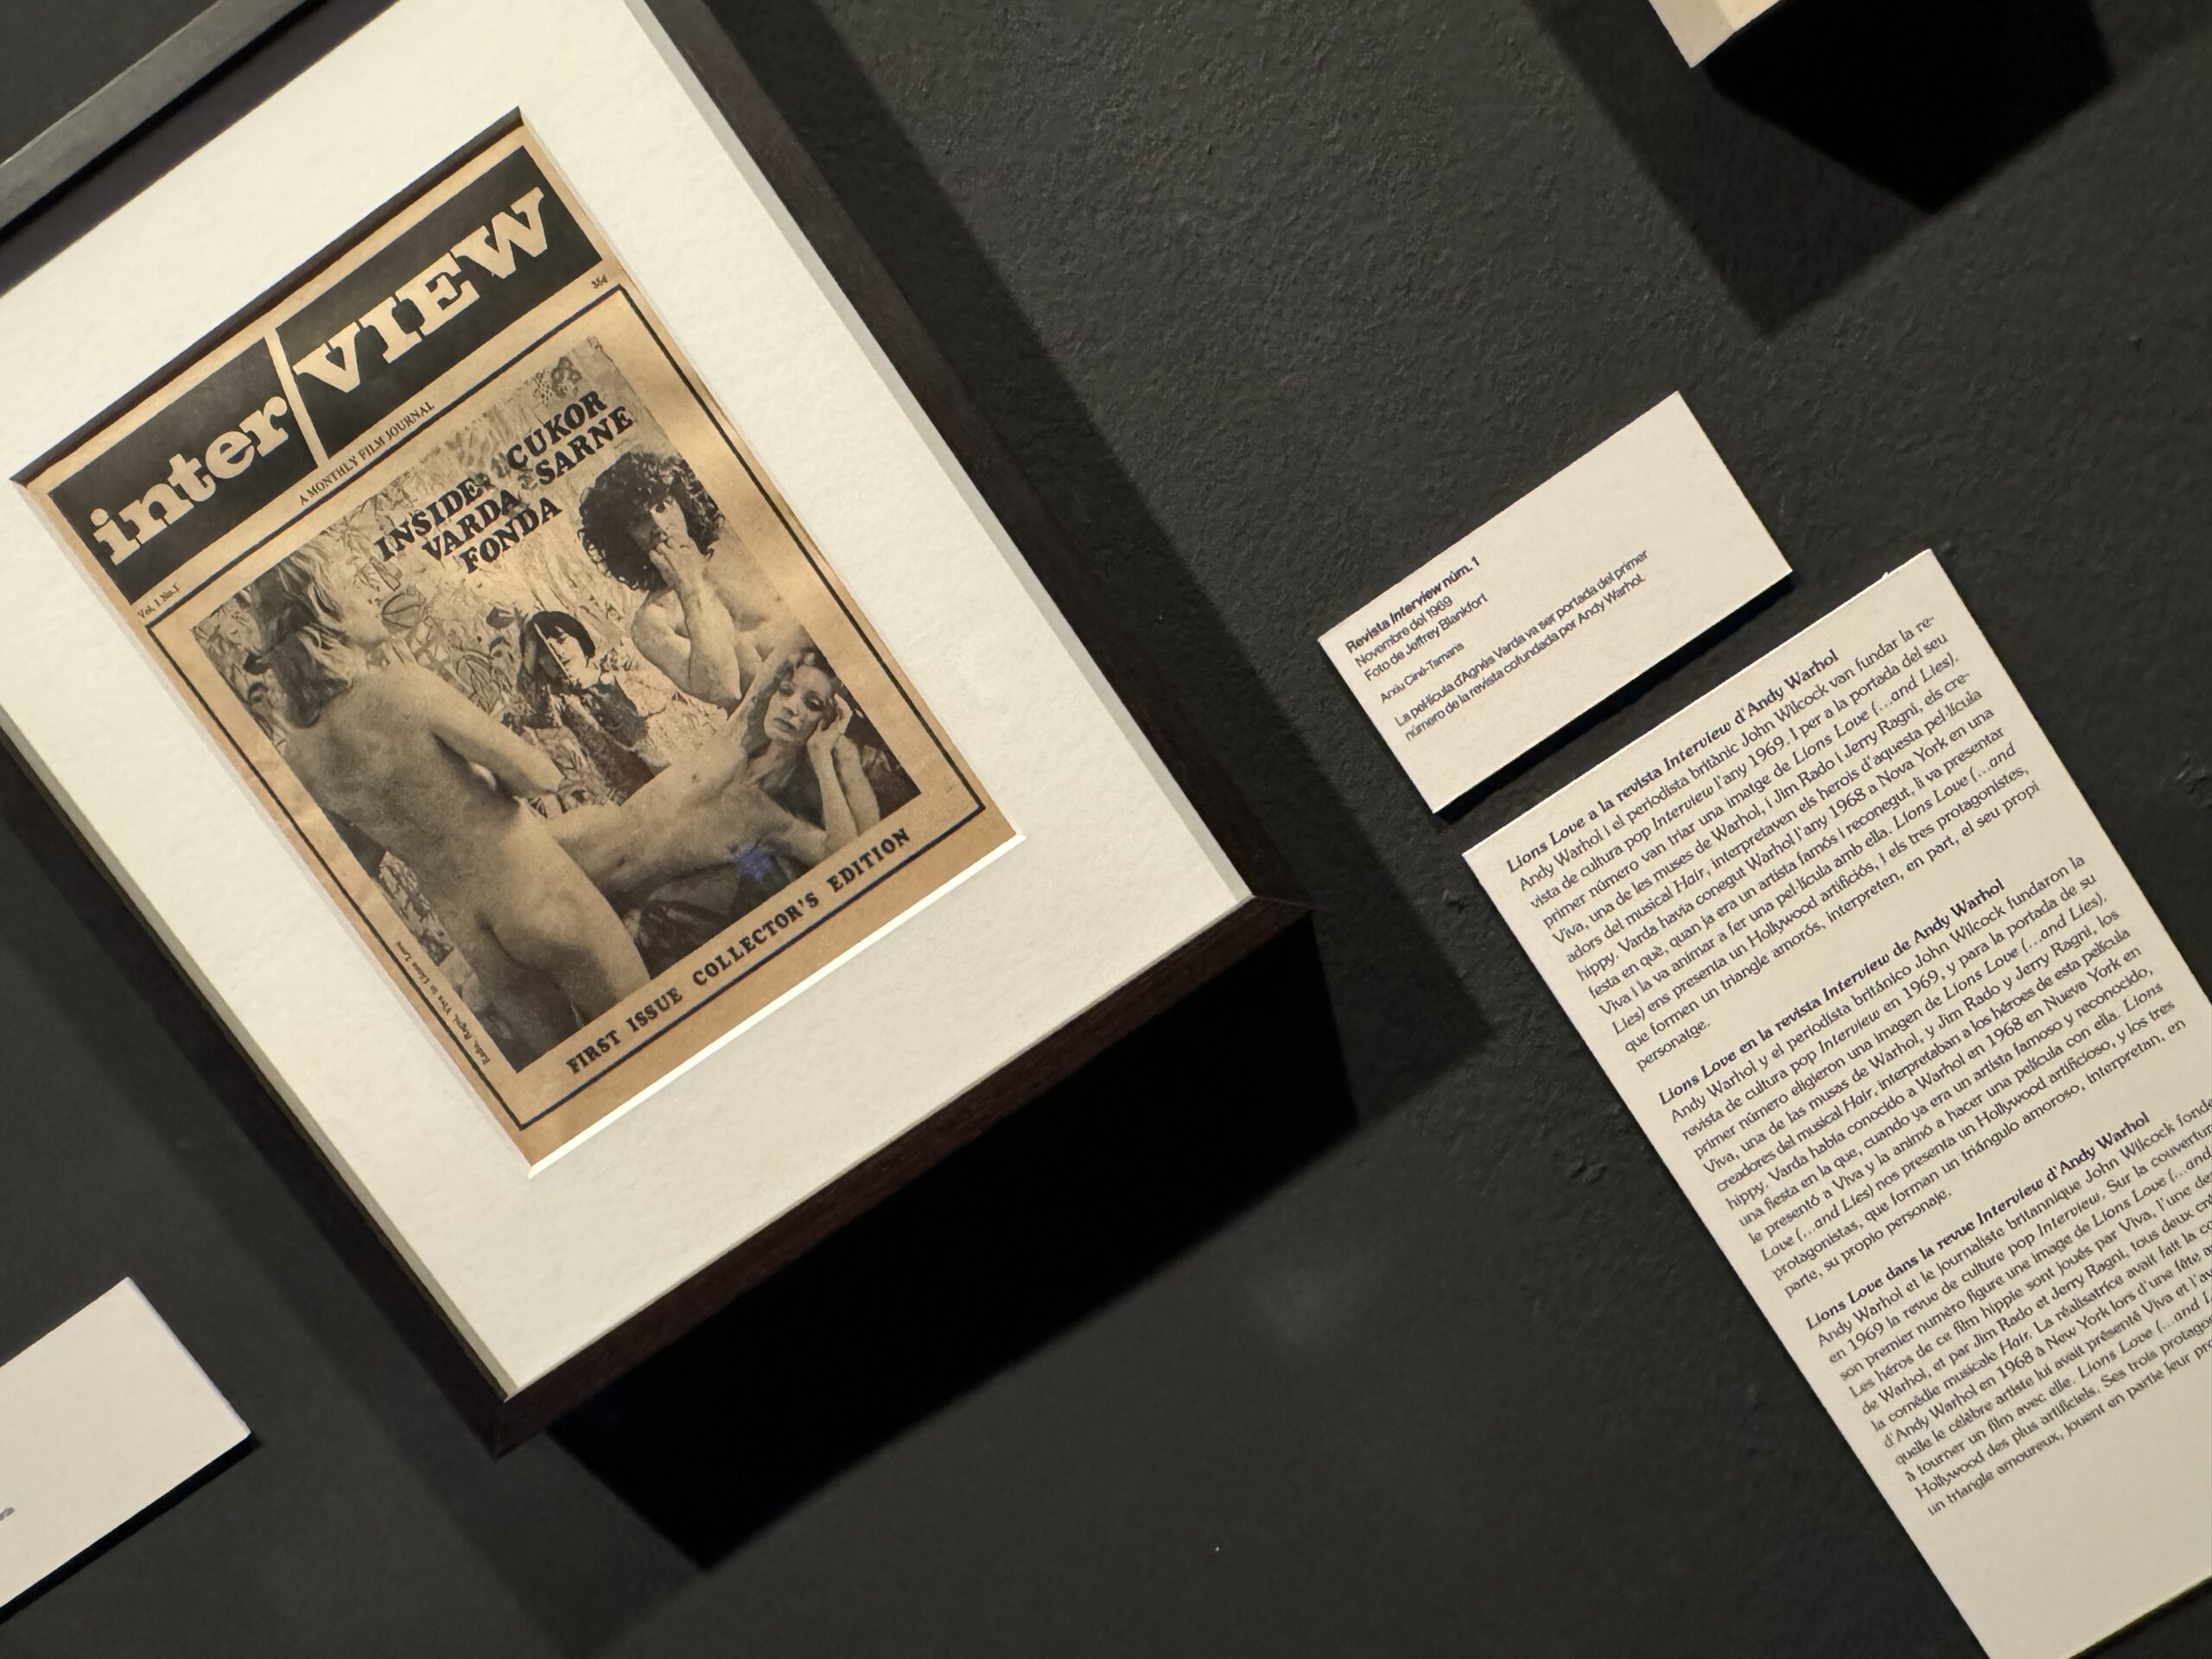 inter VIEW
A MONTHLY FILM JOURNAL
Vol. 1 No.1
35¢
INSIDE: CUKOR
VARDA SARNE
FONDA
Rado, Ragni, Viva in Lions Love
FIRST ISSUE COLLECTOR'S EDITION
Revista Interview núm. 1
Novembre del 1969
Foto de Jeffrey Blankfort
Arxiu Ciné-Tamaris
La pel·lícula d'Agnès Varda va ser portada del primer
número de la revista cofundada per Andy Warhol.
Lions Love a la revista Interview d'Andy Warhol
Andy Warhol i el periodista britànic John Wilcock van fundar la re-
vista de cultura pop Interview l'any 1969. I per a la portada del seu
primer número van triar una imatge de Lions Love (...and Lies).
Viva, una de les muses de Warhol, i Jim Rado i Jerry Ragni, els cre-
adors del musical Hair, interpretaven els herois d'aquesta pel·lícula
hippy. Varda havia conegut Warhol l'any 1968 a Nova York en una
festa en què, quan ja era un artista famós i reconegut, li va presentar
Viva i la va animar a fer una pel·lícula amb ella. Lions Love (...and
Lies) ens presenta un Hollywood artificiós, i els tres protagonistes,
que formen un triangle amorós, interpreten, en part, el seu propi
personatge.
Lions Love en la revista Interview de Andy Warhol
Andy Warhol y el periodista británico John Wilcock fundaron la
revista de cultura pop Interview en 1969, y para la portada de su
primer número eligieron una imagen de Lions Love (...and Lies).
Viva, una de las musas de Warhol, y Jim Rado y Jerry Ragni, los
creadores del musical Hair, interpretaban a los héroes de esta película
hippy. Varda había conocido a Warhol en 1968 en Nueva York en
una fiesta en la que, cuando ya era un artista famoso y reconocido,
le presentó a Viva y la animó a hacer una película con ella. Lions
Love (...and Lies) nos presenta un Hollywood artificioso, y los tres
protagonistas, que forman un triángulo amoroso, interpretan, en
parte, su propio personaje.
Lions Love dans la revue Interview d'Andy Warhol
Andy Warhol et le journaliste britannique John Wilcock fonde
en 1969 la revue de culture pop Interview. Sur la couvertur
son premier numéro figure une image de Lions Love (...and
Les héros de ce film hippie sont joués par Viva, l'une de
de Warhol, et par Jim Rado et Jerry Ragni, tous deux cr
la comédie musicale Hair. La réalisatrice avait fait la co
d'Andy Warhol en 1968 à New York lors d'une fête a
quelle le célèbre artiste lui avait présenté Viva et l'av
à tourner un film avec elle. Lions Love (...and L
Hollywood des plus artificiels. Ses trois protago
un triangle amoureux, jouent en partie leur pro